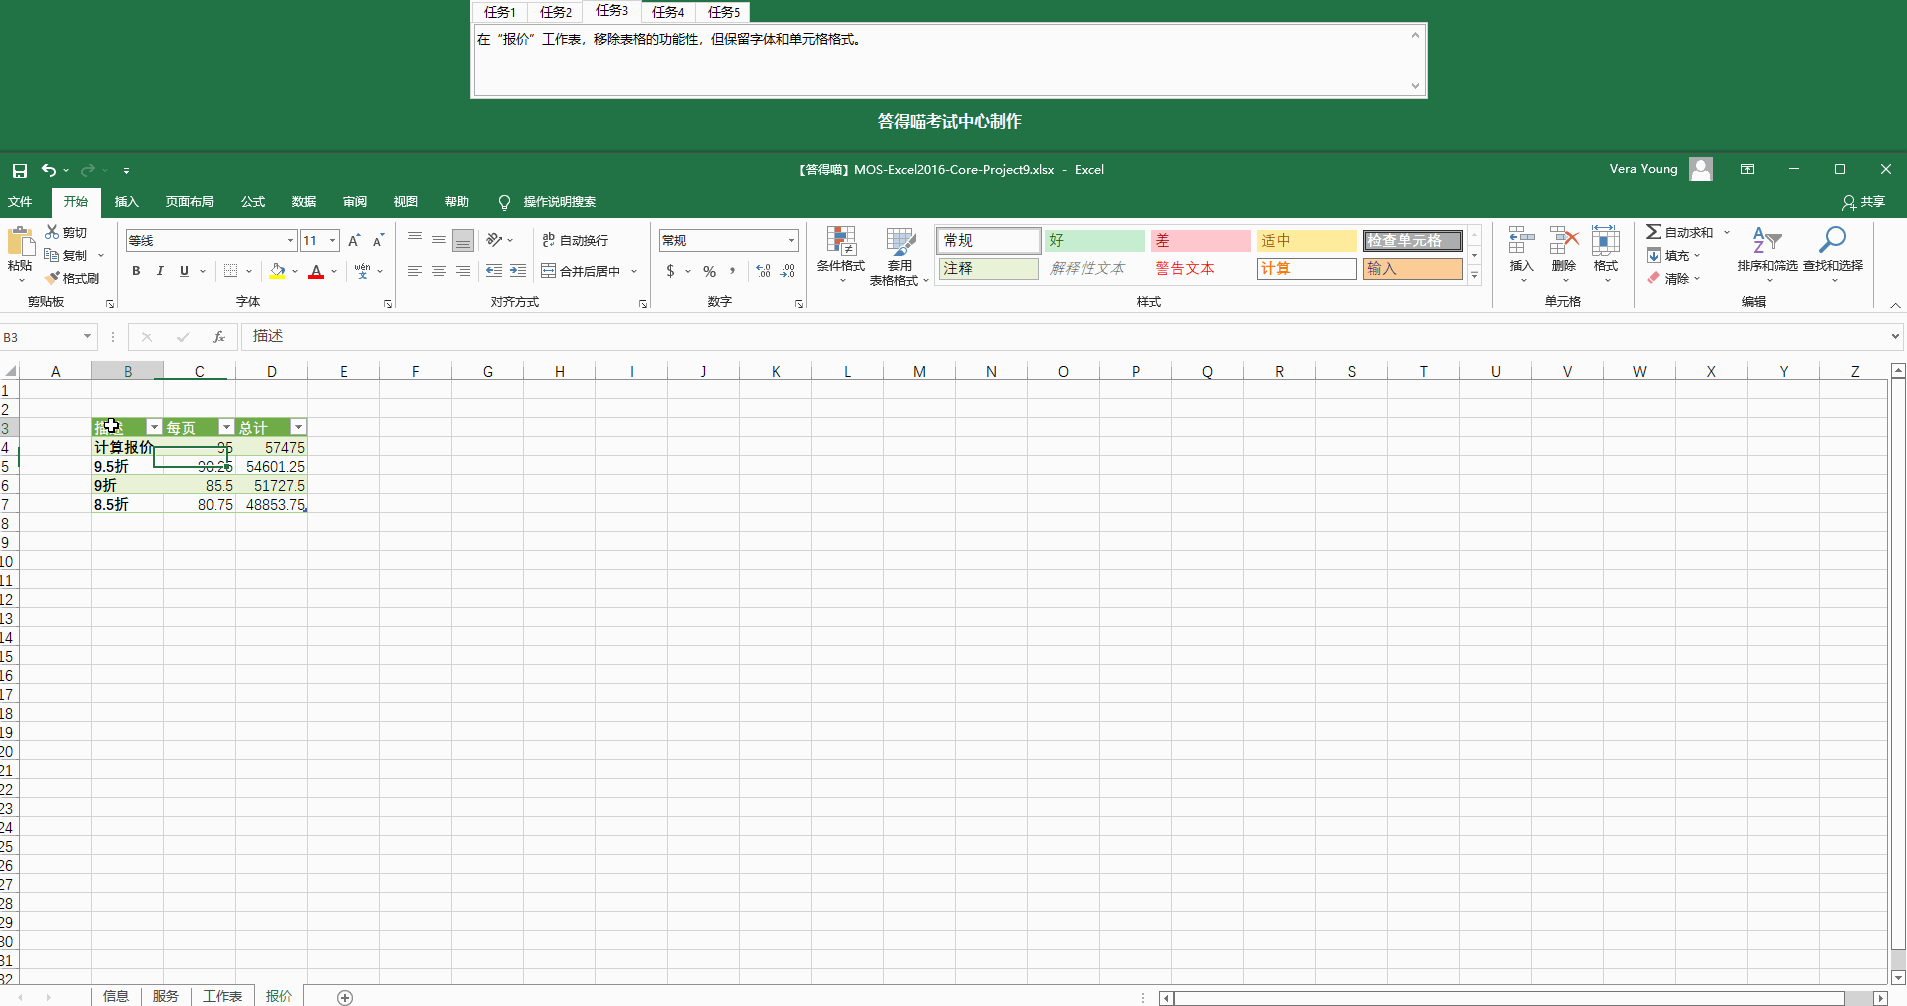 任务1 任务2 任务3 任务4 任务5
在“报价”工作表，移除表格的功能性，但保留字体和单元格格式。
答得喵考试中心制作
【答得喵】MOS-Excel2016-Core-Project9.xlsx - Excel
Vera Young
文件 开始 插入 页面布局 公式 数据 审阅 视图 帮助 操作说明搜索 共享
粘贴 剪切 复制 格式刷 剪贴板
等线 11 B I U wén 文 字体
ab 自动换行 合并后居中 对齐方式
常规 $ % , 数字
条件格式 套用 表格格式
常规 好 差 适中 检查单元格
注释 解释性文本 警告文本 计算 输入
样式
插入 删除 格式 单元格
自动求和 填充 清除 排序和筛选 查找和选择 编辑
B3 fx 描述
A B C D E F G H I J K L M N O P Q R S T U V W X Y Z
1
2
3 每页 总计
4 计算报价 95 57475
5 9.5折 90.25 54601.25
6 9折 85.5 51727.5
7 8.5折 80.75 48853.75
8
9
10
11
12
13
14
15
16
17
18
19
20
21
22
23
24
25
26
27
28
29
30
31
32
信息 服务 工作表 报价